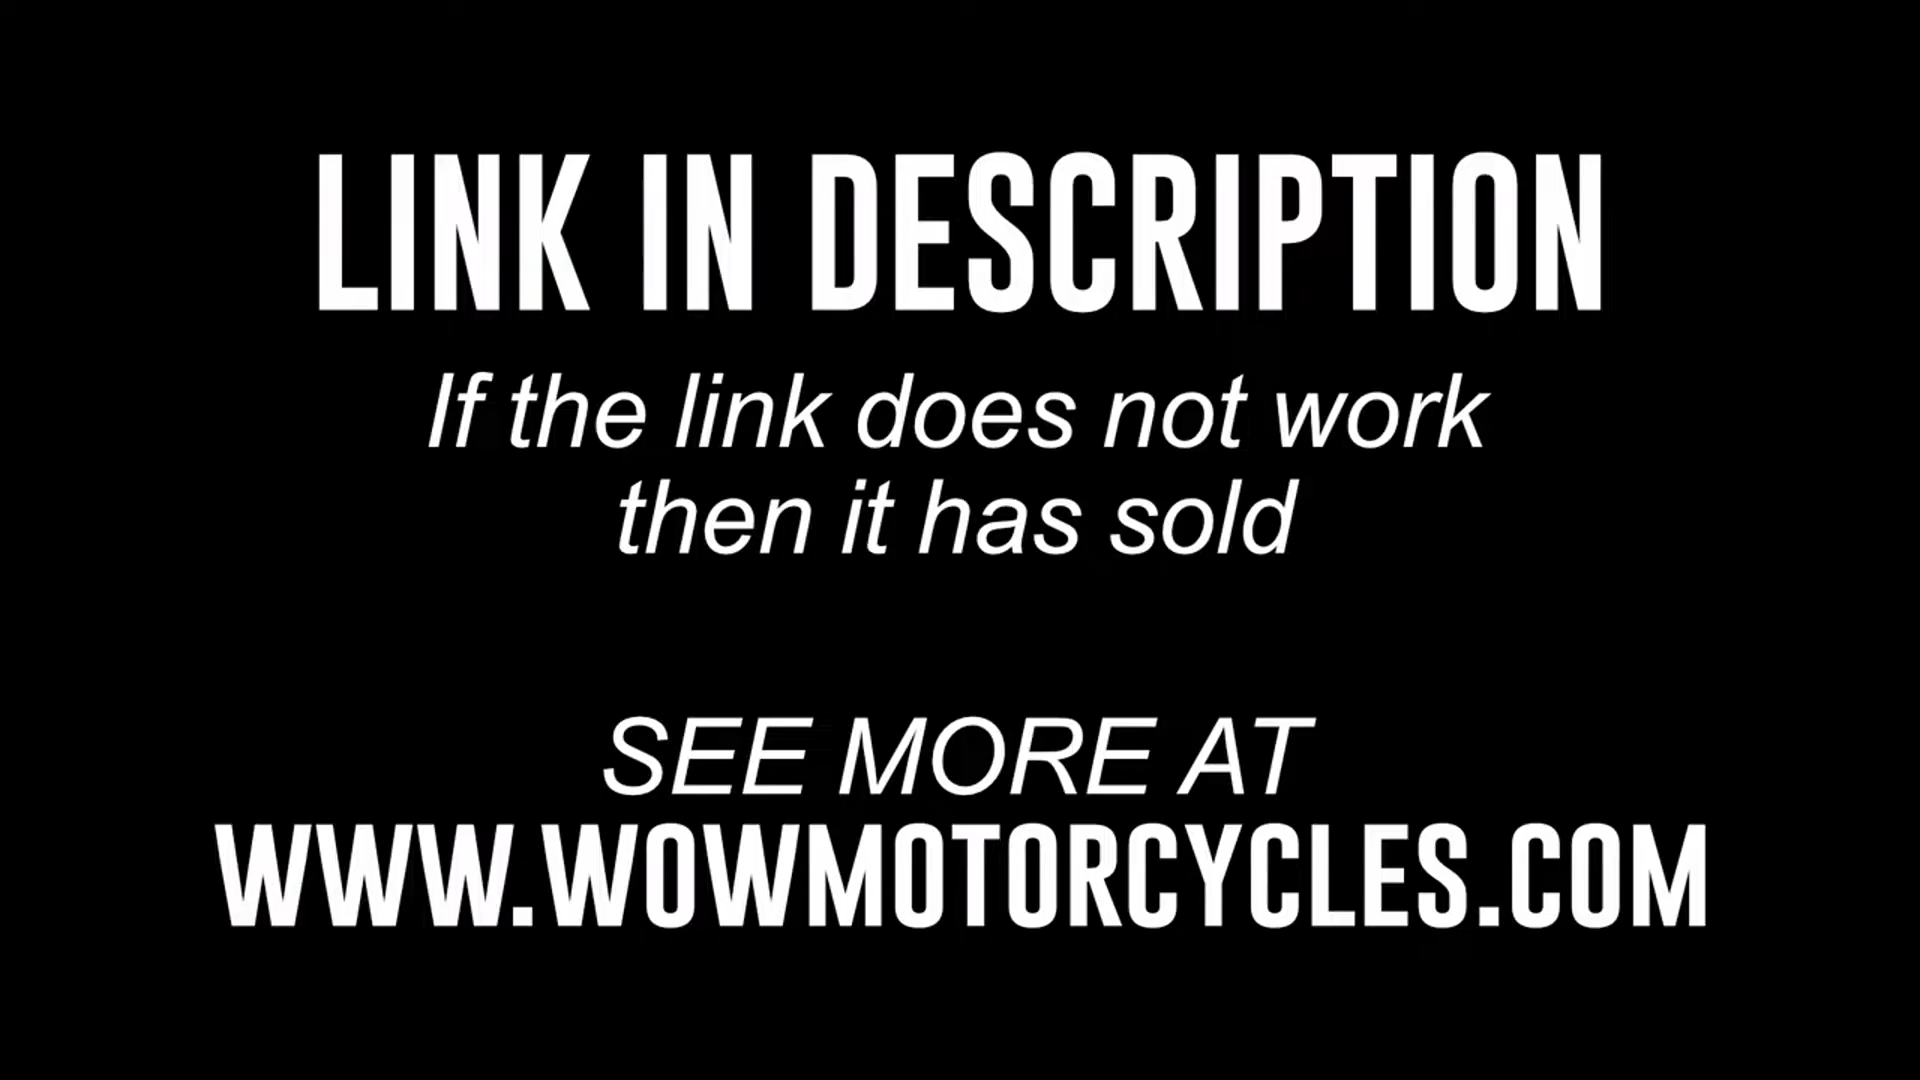 LINK IN DESCRIPTION
If the link does not work
then it has sold
SEE MORE AT
WWW.WOWMOTORCYCLES.COM